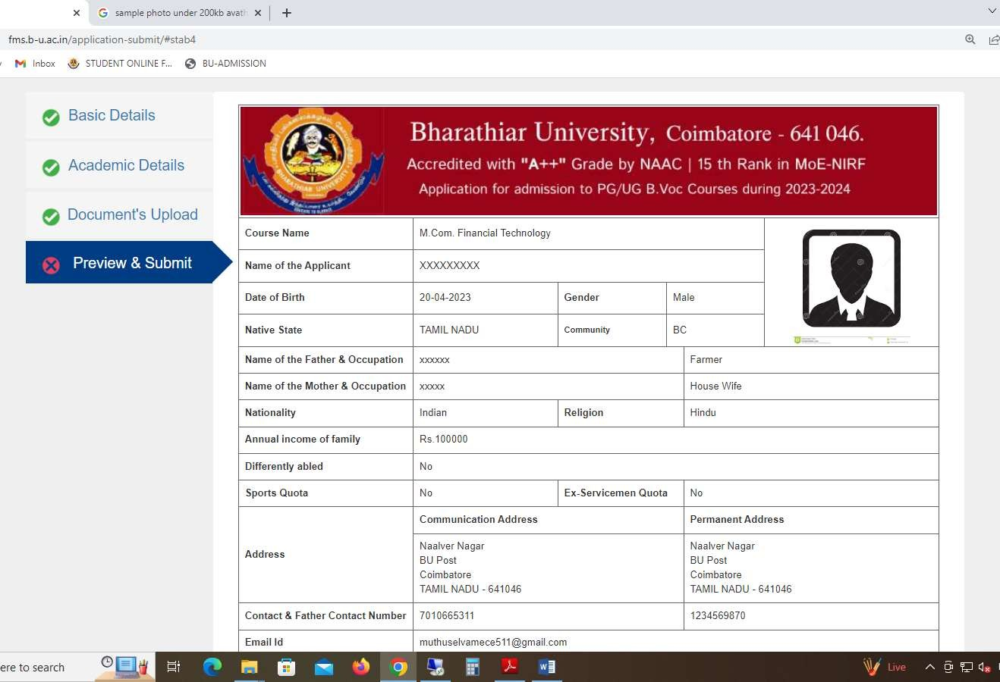 sample photo under 200kb avath
fms.b-u.ac.in/application-submit/#stab4
Inbox
STUDENT ONLINE F...
BU-ADMISSION
Basic Details
Academic Details
Document's Upload
Preview & Submit
BHARATHIAR UNIVERSITY
Bharathiar University, Coimbatore - 641 046.
Accredited with "A++" Grade by NAAC | 15 th Rank in MoE-NIRF
Application for admission to PG/UG B.Voc Courses during 2023-2024
Course Name M.Com. Financial Technology
Name of the Applicant XXXXXXXXX
Date of Birth 20-04-2023 Gender Male
Native State TAMIL NADU Community BC
Name of the Father & Occupation xxxxxx Farmer
Name of the Mother & Occupation xxxxx House Wife
Nationality Indian Religion Hindu
Annual income of family Rs.100000
Differently abled No
Sports Quota No Ex-Servicemen Quota No
Address
Communication Address Permanent Address
Naalver Nagar Naalver Nagar
BU Post BU Post
Coimbatore Coimbatore
TAMIL NADU - 641046 TAMIL NADU - 641046
Contact & Father Contact Number 7010665311 1234569870
Email Id muthuselvamece511@gmail.com
ere to search
Live